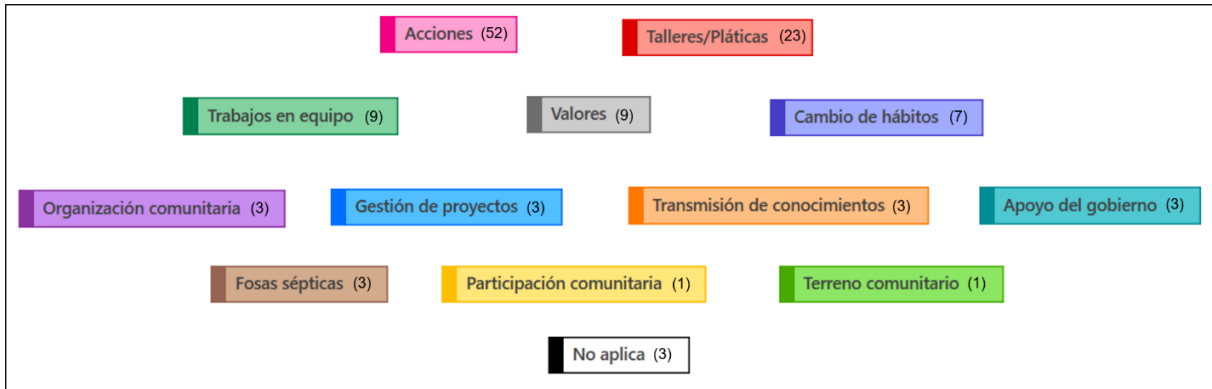 Acciones (52)
Talleres/Pláticas (23)
Trabajos en equipo (9)
Valores (9)
Cambio de hábitos (7)
Organización comunitaria (3)
Gestión de proyectos (3)
Transmisión de conocimientos (3)
Apoyo del gobierno (3)
Fosas sépticas (3)
Participación comunitaria (1)
Terreno comunitario (1)
No aplica (3)